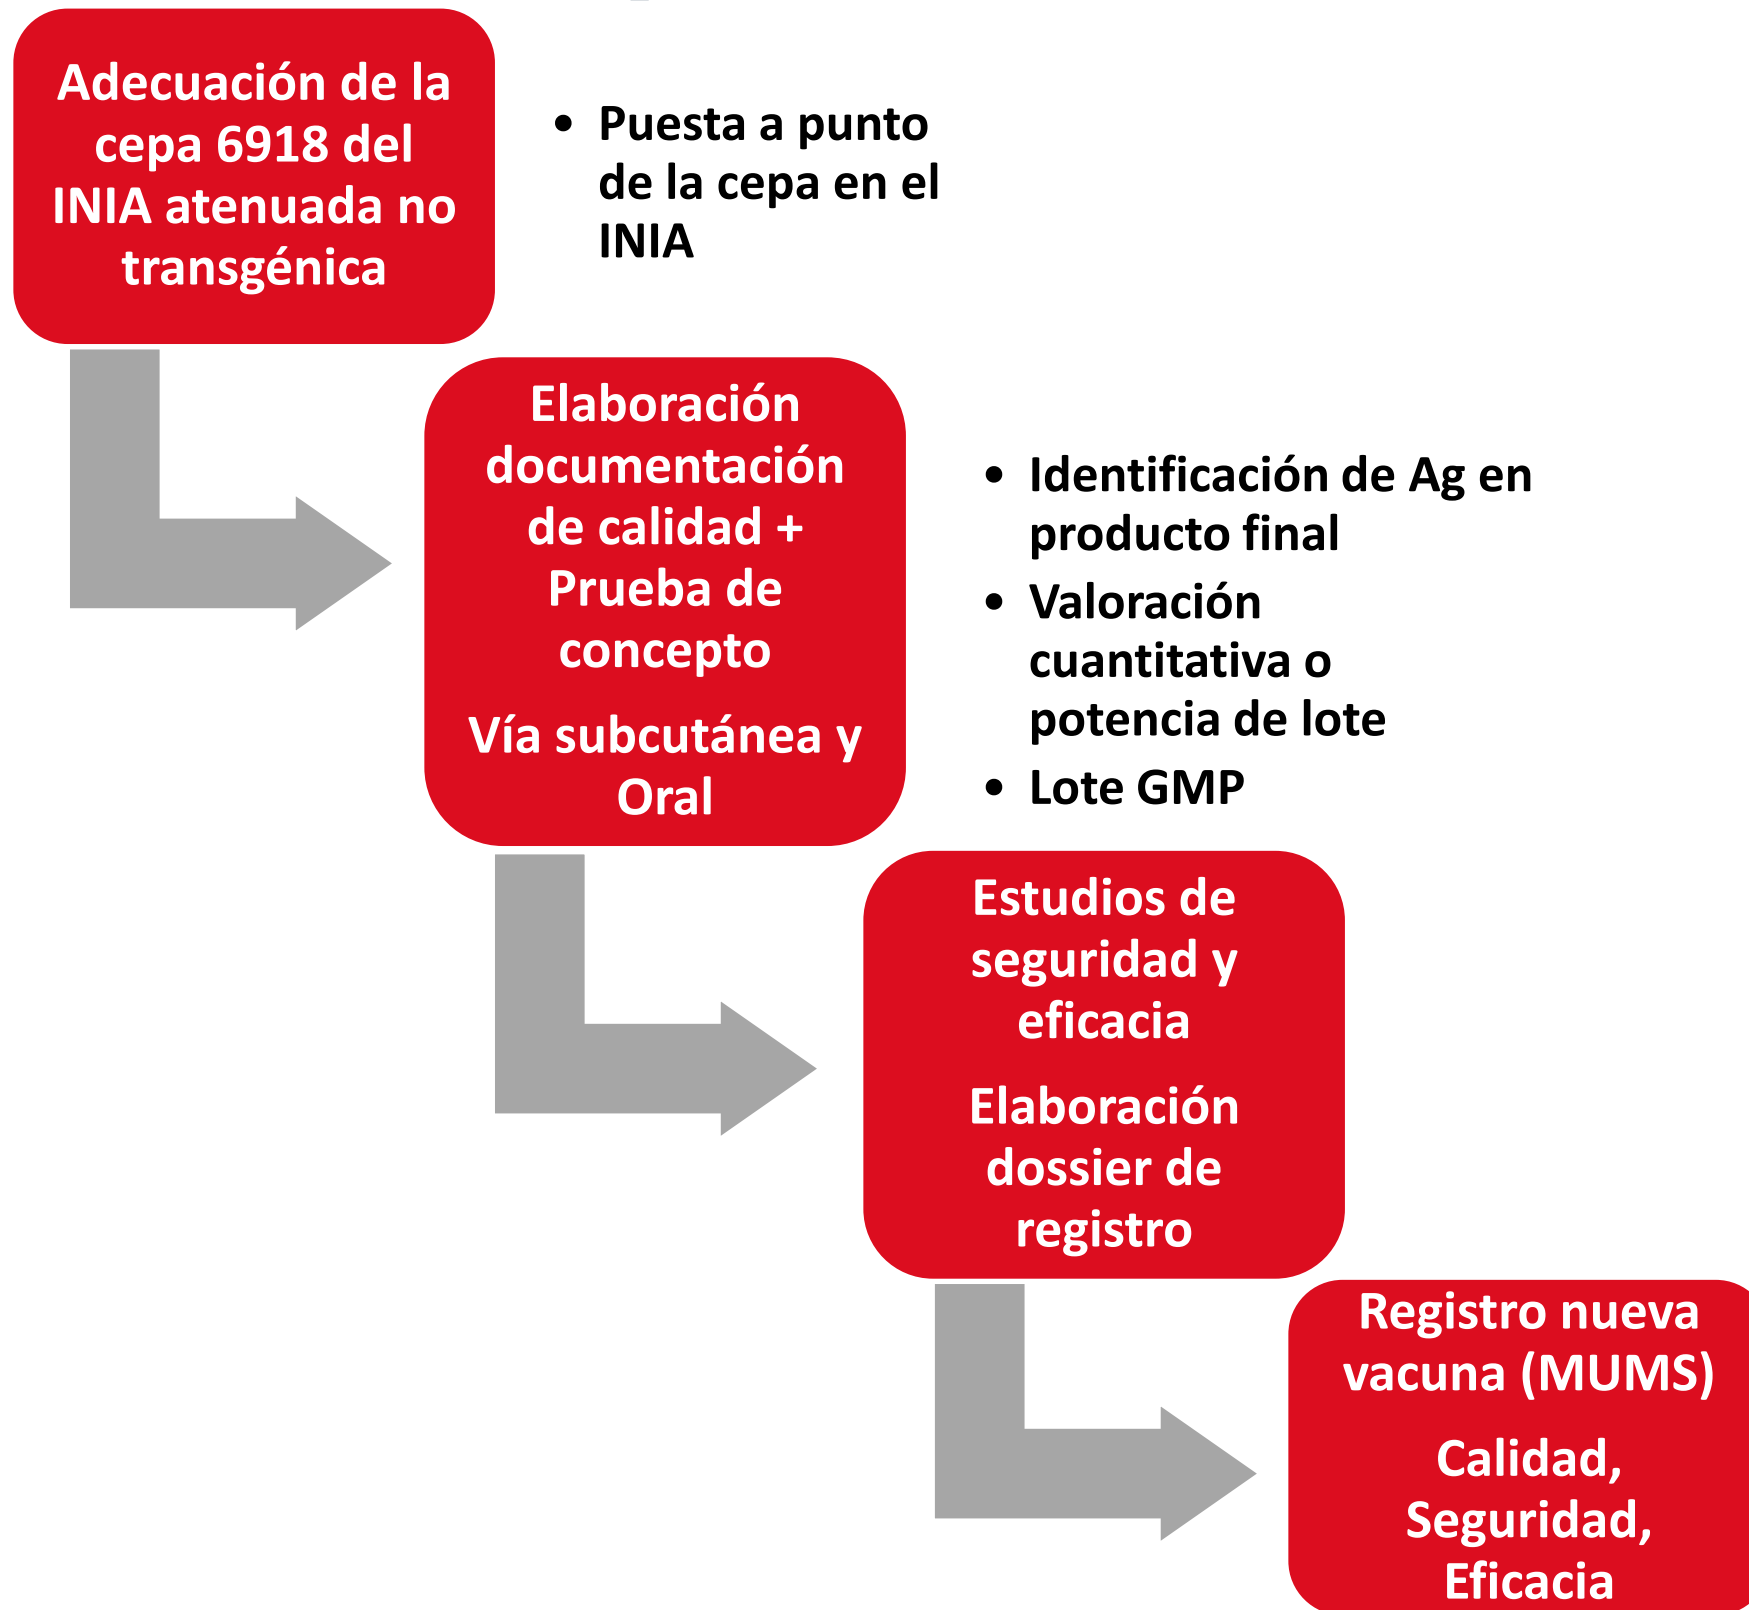 Adecuación de la
cepa 6918 del
INIA atenuada no
transgénica
• Puesta a punto
de la cepa en el
INIA
Elaboración
documentación
de calidad +
Prueba de
concepto
Vía subcutánea y
Oral
• Identificación de Ag en
producto final
• Valoración
cuantitativa o
potencia de lote
• Lote GMP
Estudios de
seguridad y
eficacia
Elaboración
dossier de
registro
Registro nueva
vacuna (MUMS)
Calidad,
Seguridad,
Eficacia